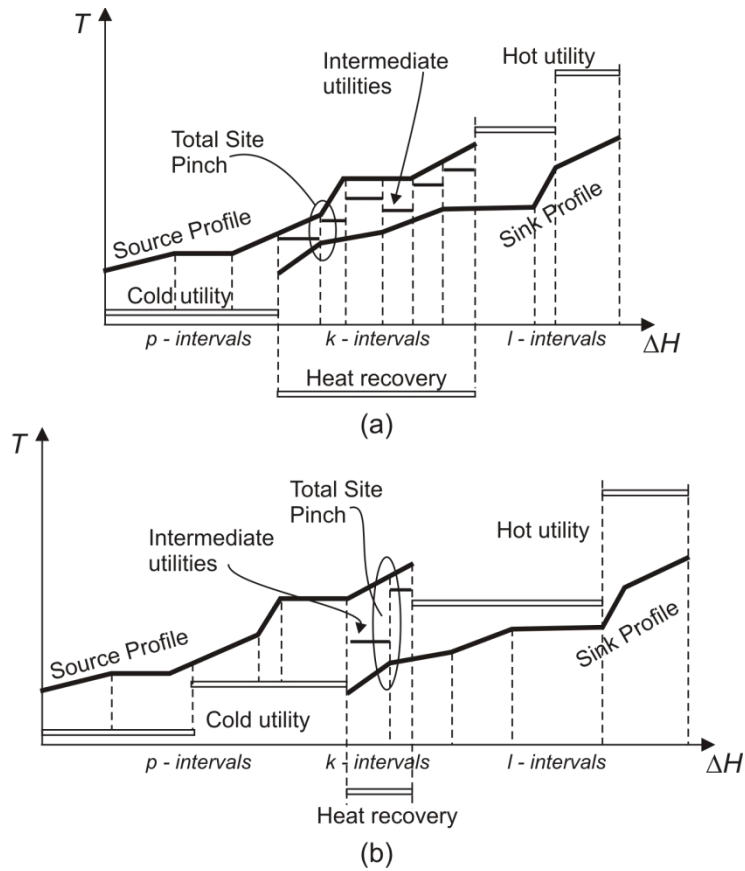 T
Hot utility
Intermediate
utilities
Total Site
Pinch
Source Profile
Sink Profile
Cold utility
p - intervals
k - intervals
l - intervals
ΔH
Heat recovery
(a)
T
Total Site
Pinch
Intermediate
utilities
Hot utility
Source Profile
Sink Profile
Cold utility
p - intervals
k - intervals
l - intervals
ΔH
Heat recovery
(b)